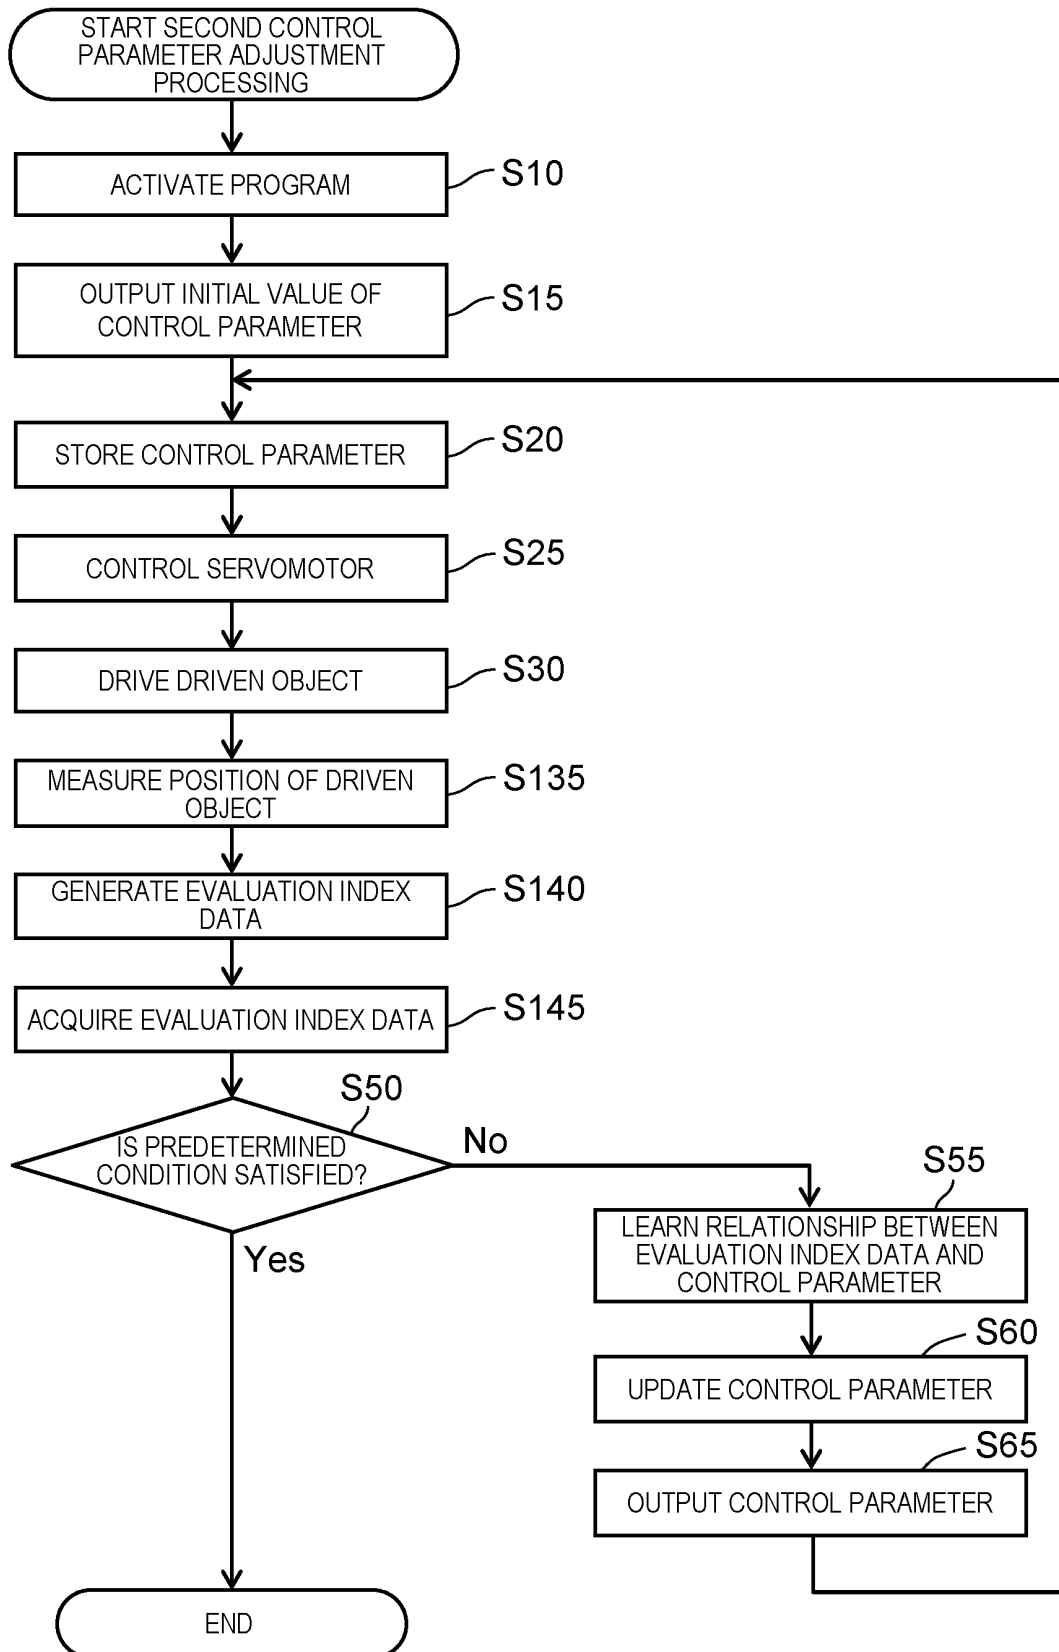 START SECOND CONTROL
PARAMETER ADJUSTMENT
PROCESSING
ACTIVATE PROGRAM
S10
OUTPUT INITIAL VALUE OF
CONTROL PARAMETER
S15
STORE CONTROL PARAMETER
S20
CONTROL SERVOMOTOR
S25
DRIVE DRIVEN OBJECT
S30
MEASURE POSITION OF DRIVEN
OBJECT
S135
GENERATE EVALUATION INDEX
DATA
S140
ACQUIRE EVALUATION INDEX DATA
S145
S50
IS PREDETERMINED
CONDITION SATISFIED?
No
Yes
S55
LEARN RELATIONSHIP BETWEEN
EVALUATION INDEX DATA AND
CONTROL PARAMETER
S60
UPDATE CONTROL PARAMETER
S65
OUTPUT CONTROL PARAMETER
END